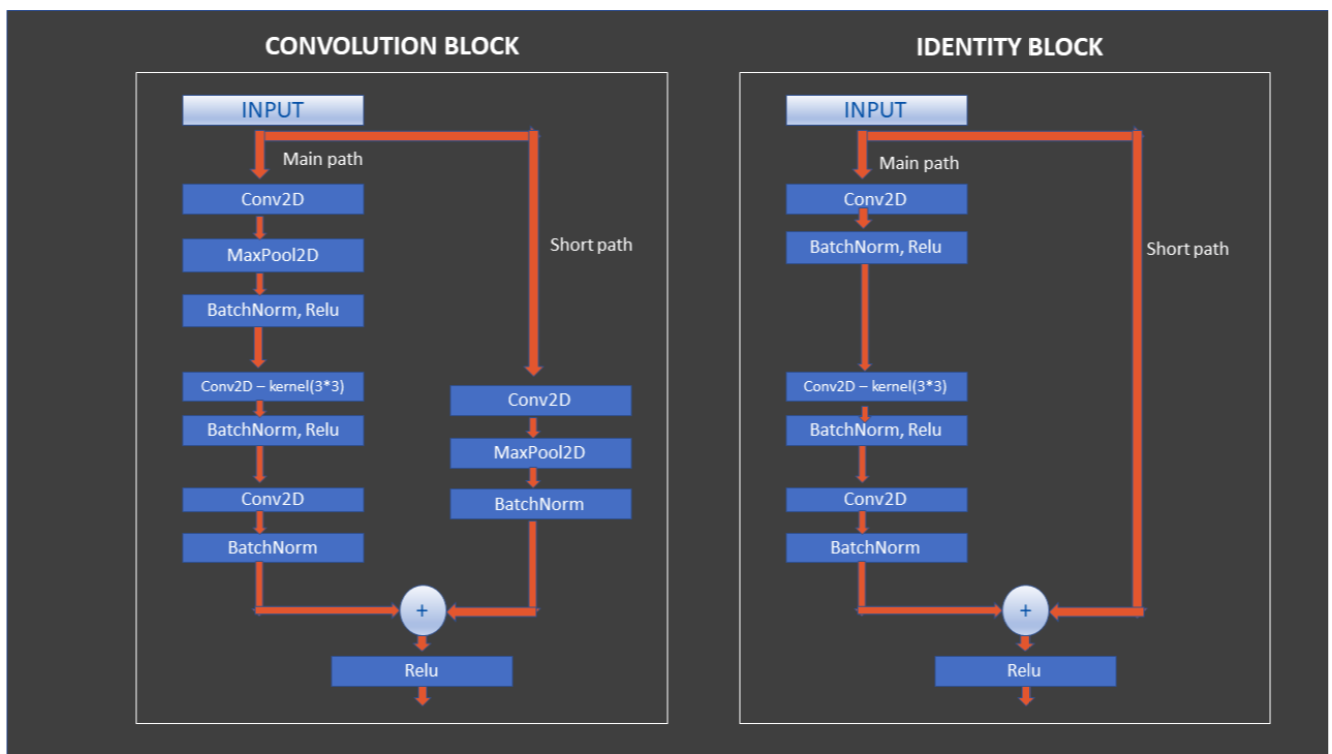 CONVOLUTION BLOCK
INPUT
Main path
Conv2D
MaxPool2D
BatchNorm, Relu
Conv2D – kernel(3*3)
BatchNorm, Relu
Conv2D
BatchNorm
Short path
Conv2D
MaxPool2D
BatchNorm
+
Relu
IDENTITY BLOCK
INPUT
Main path
Conv2D
BatchNorm, Relu
Conv2D – kernel(3*3)
BatchNorm, Relu
Conv2D
BatchNorm
Short path
+
Relu